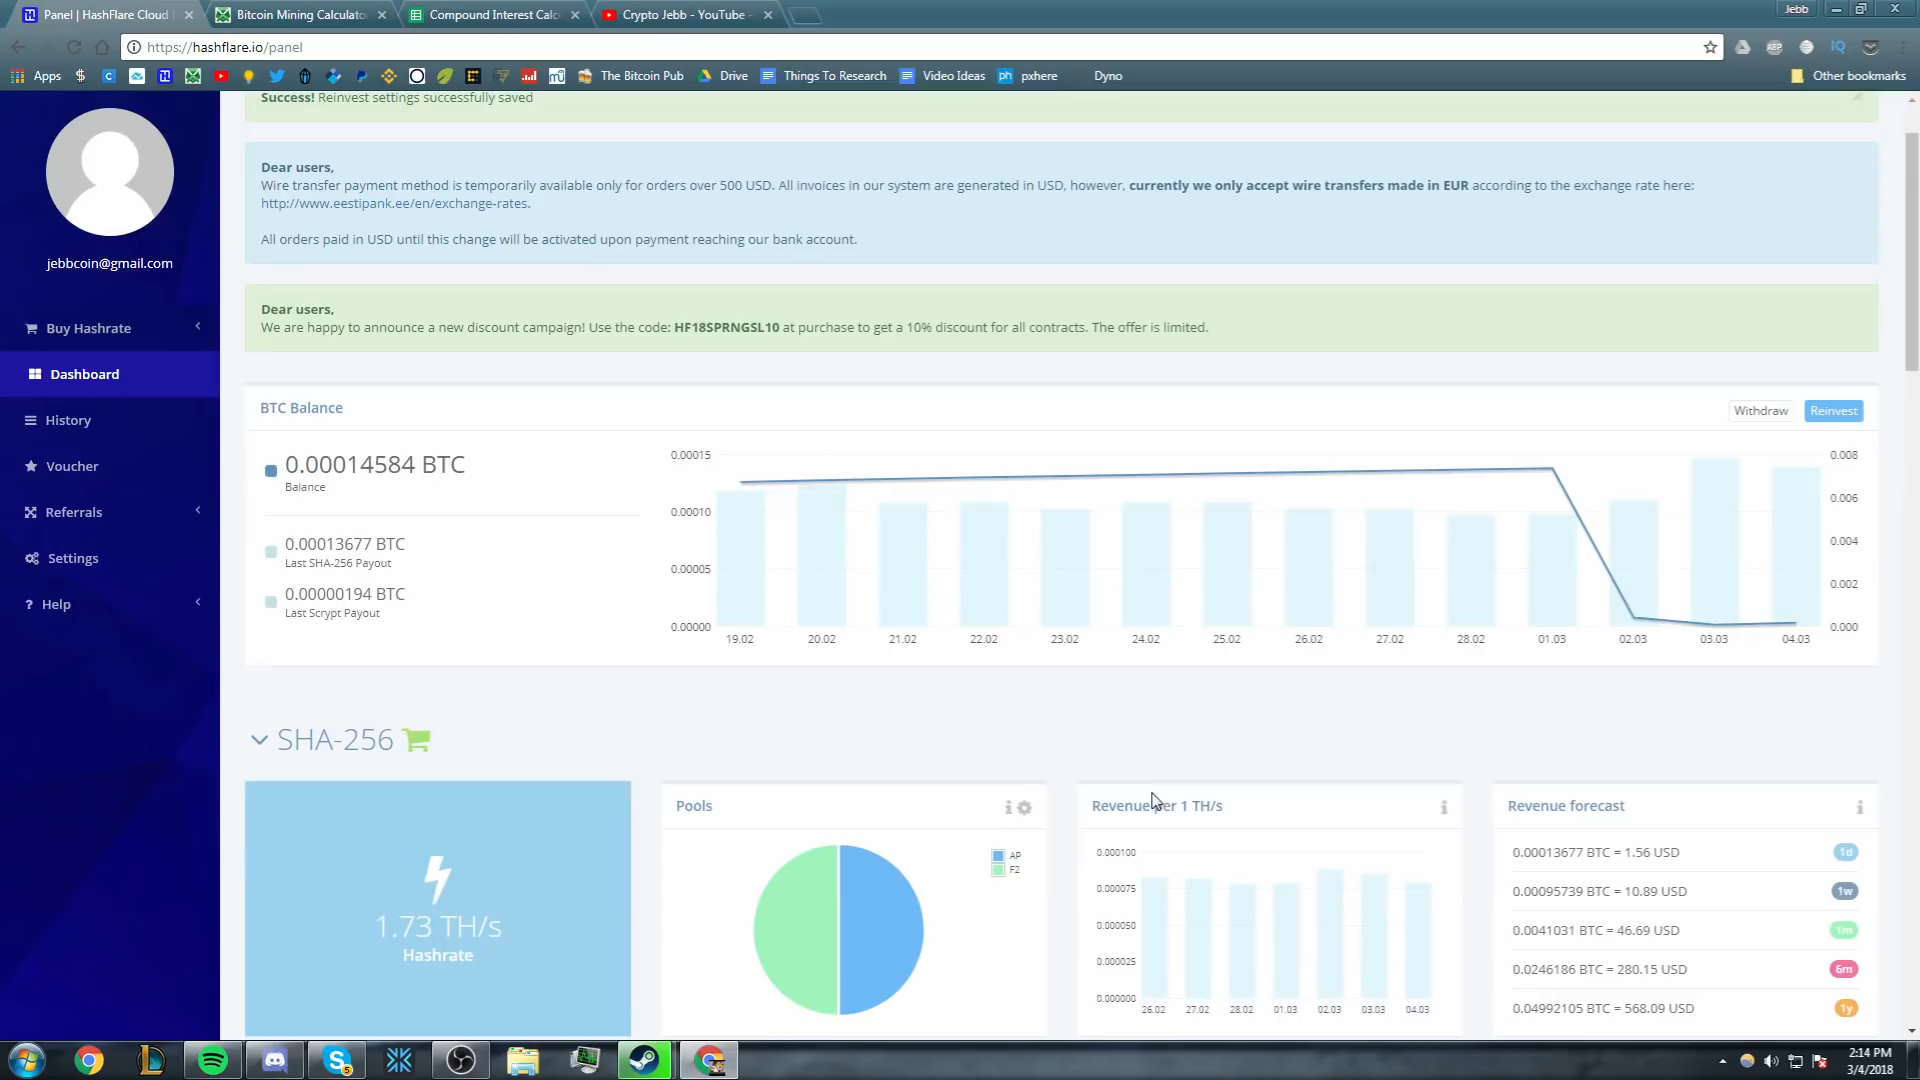 Panel | HashFlare Cloud
Bitcoin Mining Calculato
Compound Interest Calc
Crypto Jebb - YouTube -
Jebb
https://hashflare.io/panel
Apps
The Bitcoin Pub
Drive
Things To Research
Video Ideas
pxhere
Dyno
Other bookmarks
Success! Reinvest settings successfully saved
Dear users,
Wire transfer payment method is temporarily available only for orders over 500 USD. All invoices in our system are generated in USD, however, currently we only accept wire transfers made in EUR according to the exchange rate here:
http://www.eestipank.ee/en/exchange-rates.
All orders paid in USD until this change will be activated upon payment reaching our bank account.
Dear users,
We are happy to announce a new discount campaign! Use the code: HF18SPRNGSL10 at purchase to get a 10% discount for all contracts. The offer is limited.
jebbcoin@gmail.com
Buy Hashrate
Dashboard
History
Voucher
Referrals
Settings
Help
BTC Balance
Withdraw
Reinvest
0.00014584 BTC
Balance
0.00013677 BTC
Last SHA-256 Payout
0.00000194 BTC
Last Scrypt Payout
0.00015
0.00010
0.00005
0.00000
0.008
0.006
0.004
0.002
0.000
19.02 20.02 21.02 22.02 23.02 24.02 25.02 26.02 27.02 28.02 01.03 02.03 03.03 04.03
SHA-256
1.73 TH/s
Hashrate
Pools
AP
F2
Revenue per 1 TH/s
0.000100
0.000075
0.000050
0.000025
0.000000
26.02 27.02 28.02 01.03 02.03 03.03 04.03
Revenue forecast
0.00013677 BTC = 1.56 USD 1d
0.00095739 BTC = 10.89 USD 1w
0.0041031 BTC = 46.69 USD 1m
0.0246186 BTC = 280.15 USD 6m
0.04992105 BTC = 568.09 USD 1y
2:14 PM
3/4/2018